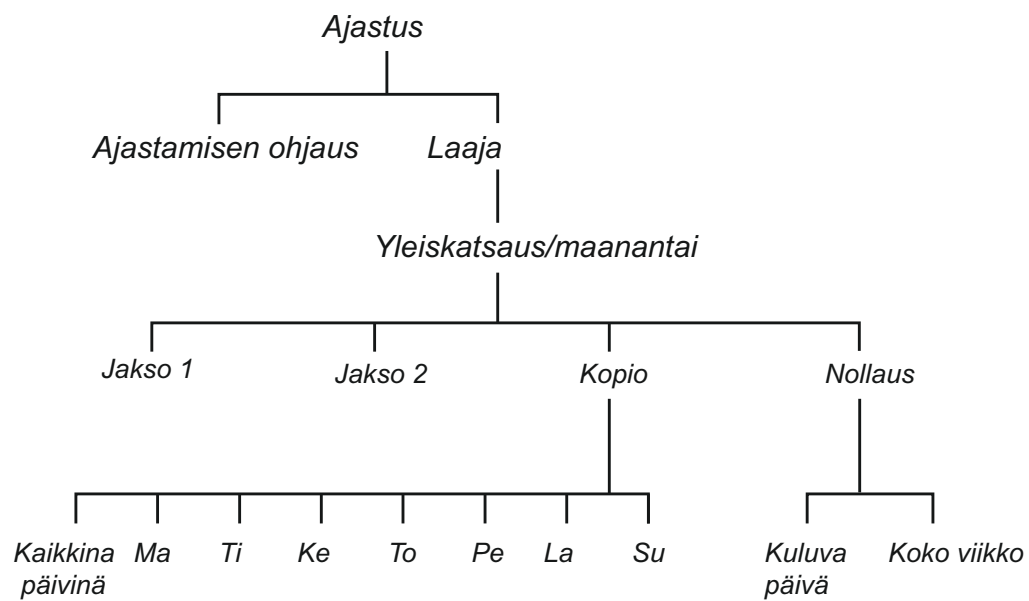 Ajastus
Ajastamisen ohjaus
Laaja
Yleiskatsaus/maanantai
Jakso 1
Jakso 2
Kopio
Nollaus
Kaikkina
päivinä
Ma
Ti
Ke
To
Pe
La
Su
Kuluva
päivä
Koko viikko